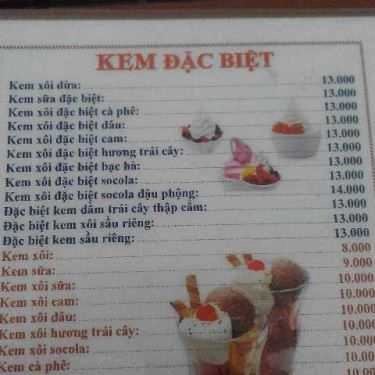 KEM ĐẶC BIỆT
Kem xôi dừa: 13.000
Kem sữa đặc biệt: 13.000
Kem xôi đặc biệt cà phê: 13.000
Kem xôi đặc biệt dâu: 13.000
Kem xôi đặc biệt cam: 13.000
Kem xôi đặc biệt hương trái cây: 13.000
Kem xôi đặc biệt bạc hà: 13.000
Kem xôi đặc biệt socola: 13.000
Kem xôi đặc biệt socola đậu phộng: 14.000
Đặc biệt kem dầm trái cây thập cẩm: 13.000
Đặc biệt kem xôi sầu riêng: 13.000
Đặc biệt kem sầu riêng: 13.000
Kem xôi: 8.000
Kem sữa: 9.000
Kem xôi sữa: 10.000
Kem xôi cam: 10.000
Kem xôi dâu: 10.000
Kem xôi hương trái cây: 10.000
Kem xôi socola: 10.000
Kem cà phê: 10.000